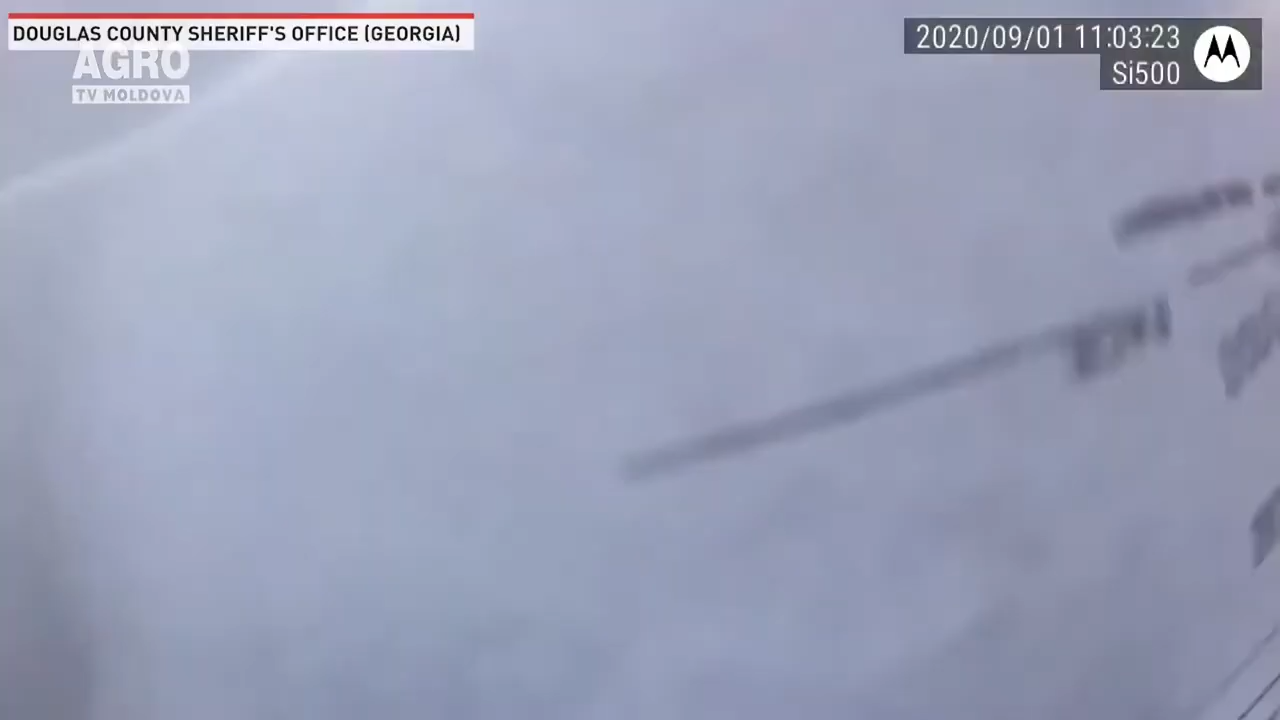 DOUGLAS COUNTY SHERIFF'S OFFICE (GEORGIA)
AGRO
TV MOLDOVA
2020/09/01 11:03:23
Si500